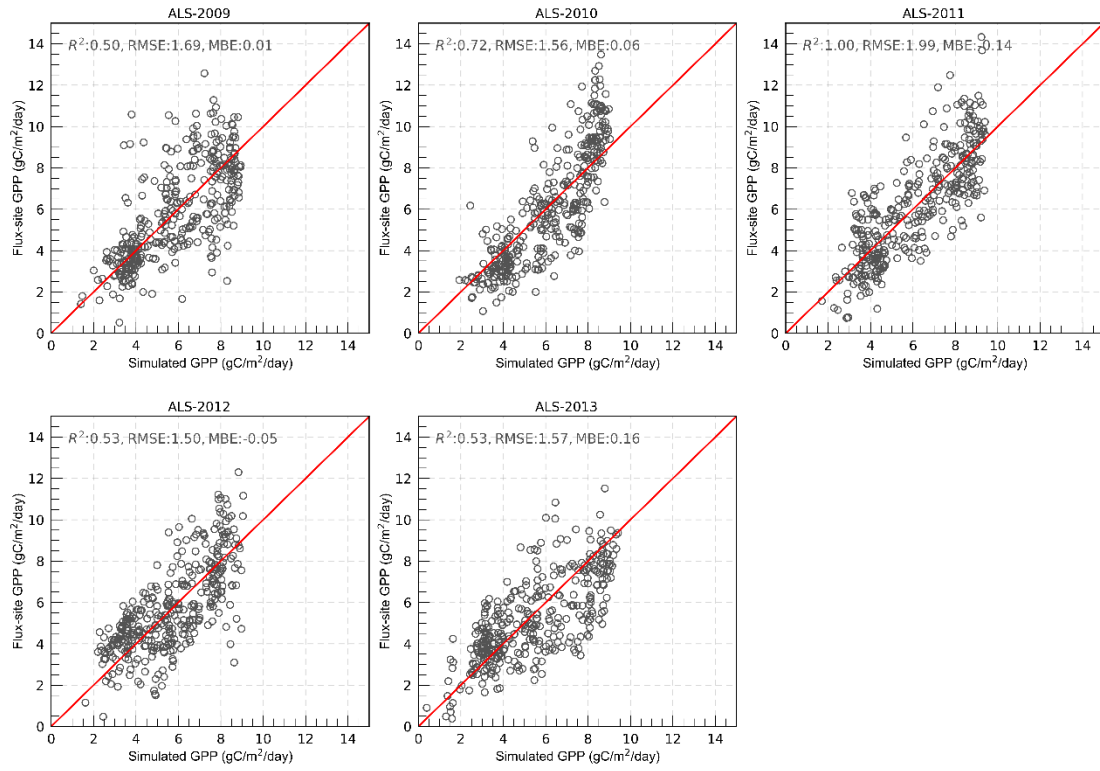 ALS-2009
R²:0.50, RMSE:1.69, MBE:0.01
14
12
10
8
6
4
2
0
Flux-site GPP (gC/m²/day)
0 2 4 6 8 10 12 14
Simulated GPP (gC/m²/day)
ALS-2010
R²:0.72, RMSE:1.56, MBE:0.06
14
12
10
8
6
4
2
0
Flux-site GPP (gC/m²/day)
0 2 4 6 8 10 12 14
Simulated GPP (gC/m²/day)
ALS-2011
R²:1.00, RMSE:1.99, MBE:-0.14
14
12
10
8
6
4
2
0
Flux-site GPP (gC/m²/day)
0 2 4 6 8 10 12 14
Simulated GPP (gC/m²/day)
ALS-2012
R²:0.53, RMSE:1.50, MBE:-0.05
14
12
10
8
6
4
2
0
Flux-site GPP (gC/m²/day)
0 2 4 6 8 10 12 14
Simulated GPP (gC/m²/day)
ALS-2013
R²:0.53, RMSE:1.57, MBE:0.16
14
12
10
8
6
4
2
0
Flux-site GPP (gC/m²/day)
0 2 4 6 8 10 12 14
Simulated GPP (gC/m²/day)